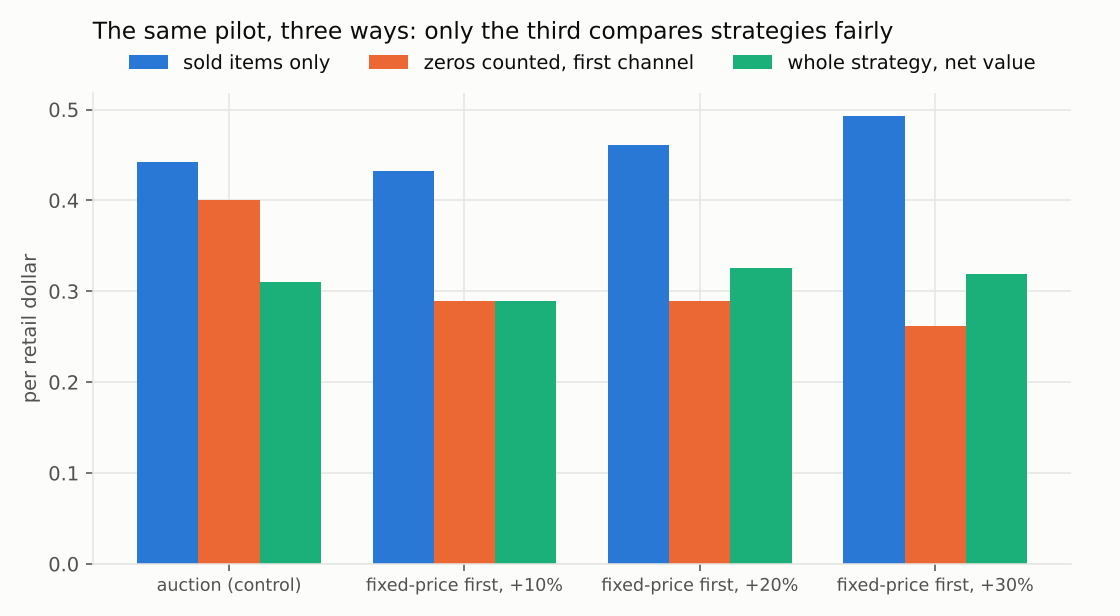 The same pilot, three ways: only the third compares strategies fairly
sold items only
zeros counted, first channel
whole strategy, net value
per retail dollar
0.5
0.4
0.3
0.2
0.1
0.0
auction (control)
fixed-price first, +10%
fixed-price first, +20%
fixed-price first, +30%